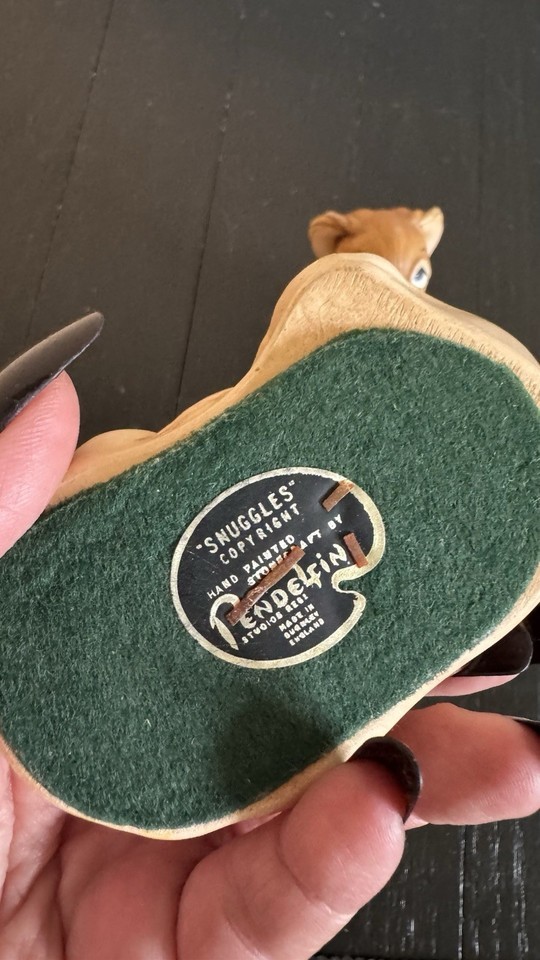 "SNUGGLES"
COPYRIGHT
HAND PAINTED
STONECRAFT BY
PENDELFIN
STUDIOS REGD
MADE IN
BURNLEY
ENGLAND